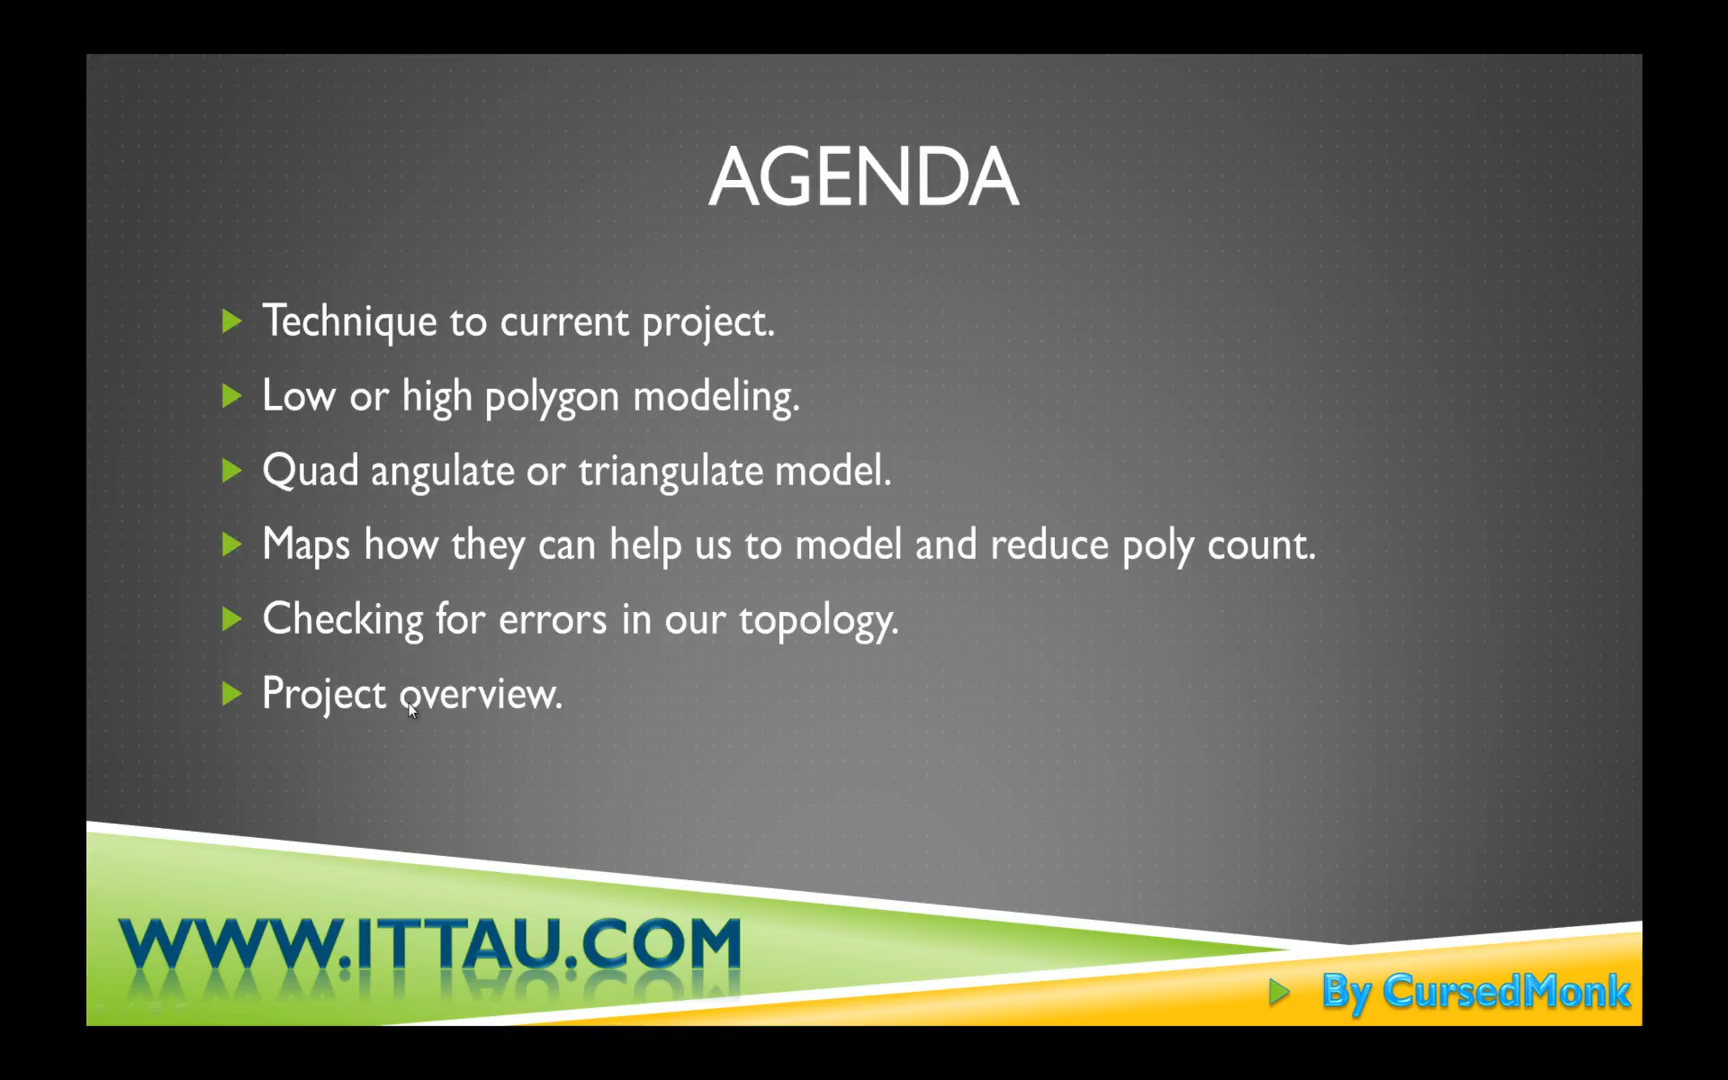 AGENDA
Technique to current project.
Low or high polygon modeling.
Quad angulate or triangulate model.
Maps how they can help us to model and reduce poly count.
Checking for errors in our topology.
Project overview.
WWW.ITTAU.COM
By CursedMonk